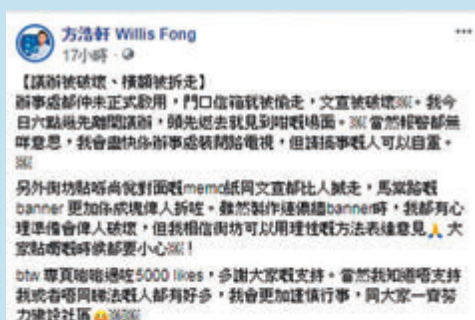 方浩軒 Willis Fong
17小時
【議辦被破壞、橫額被拆走】
辦事處都仲未正式啟用，門口信箱就被偷走，文宣被破壞。我今
日六點幾先離開議辦，頭先返去就見到咁嘅場面。當然報警都無
咩意思，我會盡快係辦事處裝閉路電視，但請搞事嘅人可以自重。
另外街坊貼喺尚悅對面嘅memo紙同文宣都比人搣走，馬棠路嘅
banner 更加係成塊俾人拆咗。雖然製作連儂牆banner時，我都有心
理準備會俾人破壞，但我相信街坊可以用理性嘅方法表達意見🙏 大
家貼嘢嘅時候都要小心！
btw 專頁啱啱過咗5000 likes，多謝大家嘅支持。當然我知道唔支持
我或者唔同睇法嘅人都有好多，我會更加謹慎行事，同大家一齊努
力建設社區